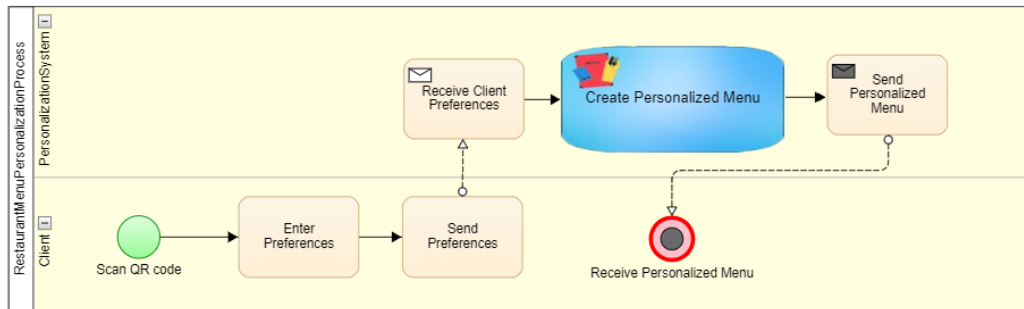 RestaurantMenuPersonalizationProcess
PersonalizationSystem
Receive Client
Preferences
Create Personalized Menu
Send
Personalized
Menu
Client
Scan QR code
Enter
Preferences
Send
Preferences
Receive Personalized Menu